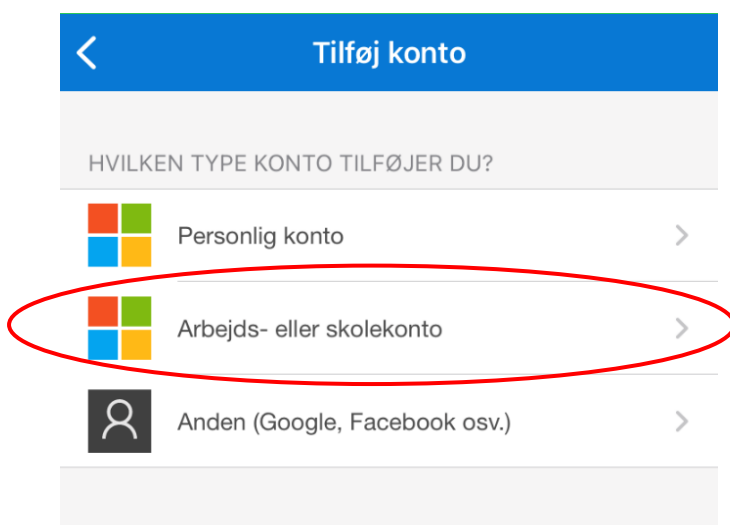 Tilføj konto
HVILKEN TYPE KONTO TILFØJER DU?
Personlig konto
Arbejds- eller skolekonto
Anden (Google, Facebook osv.)